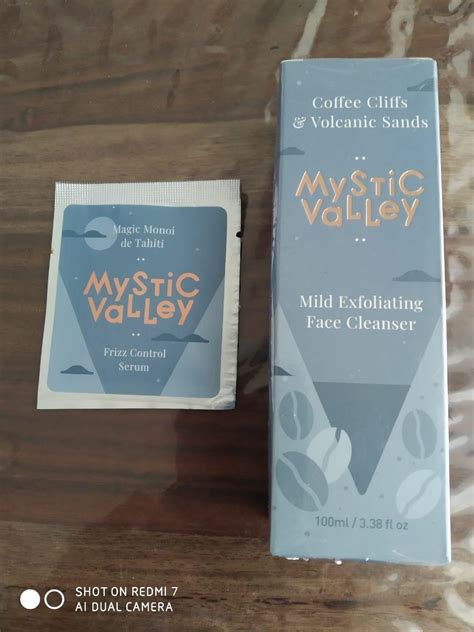 Magic Monoi
de Tahiti
MySTiC
VaLLey
Frizz Control
Serum
Coffee Cliffs
& Volcanic Sands
MySTiC
VaLLey
Mild Exfoliating
Face Cleanser
100ml / 3.38 fl oz
SHOT ON REDMI 7
AI DUAL CAMERA